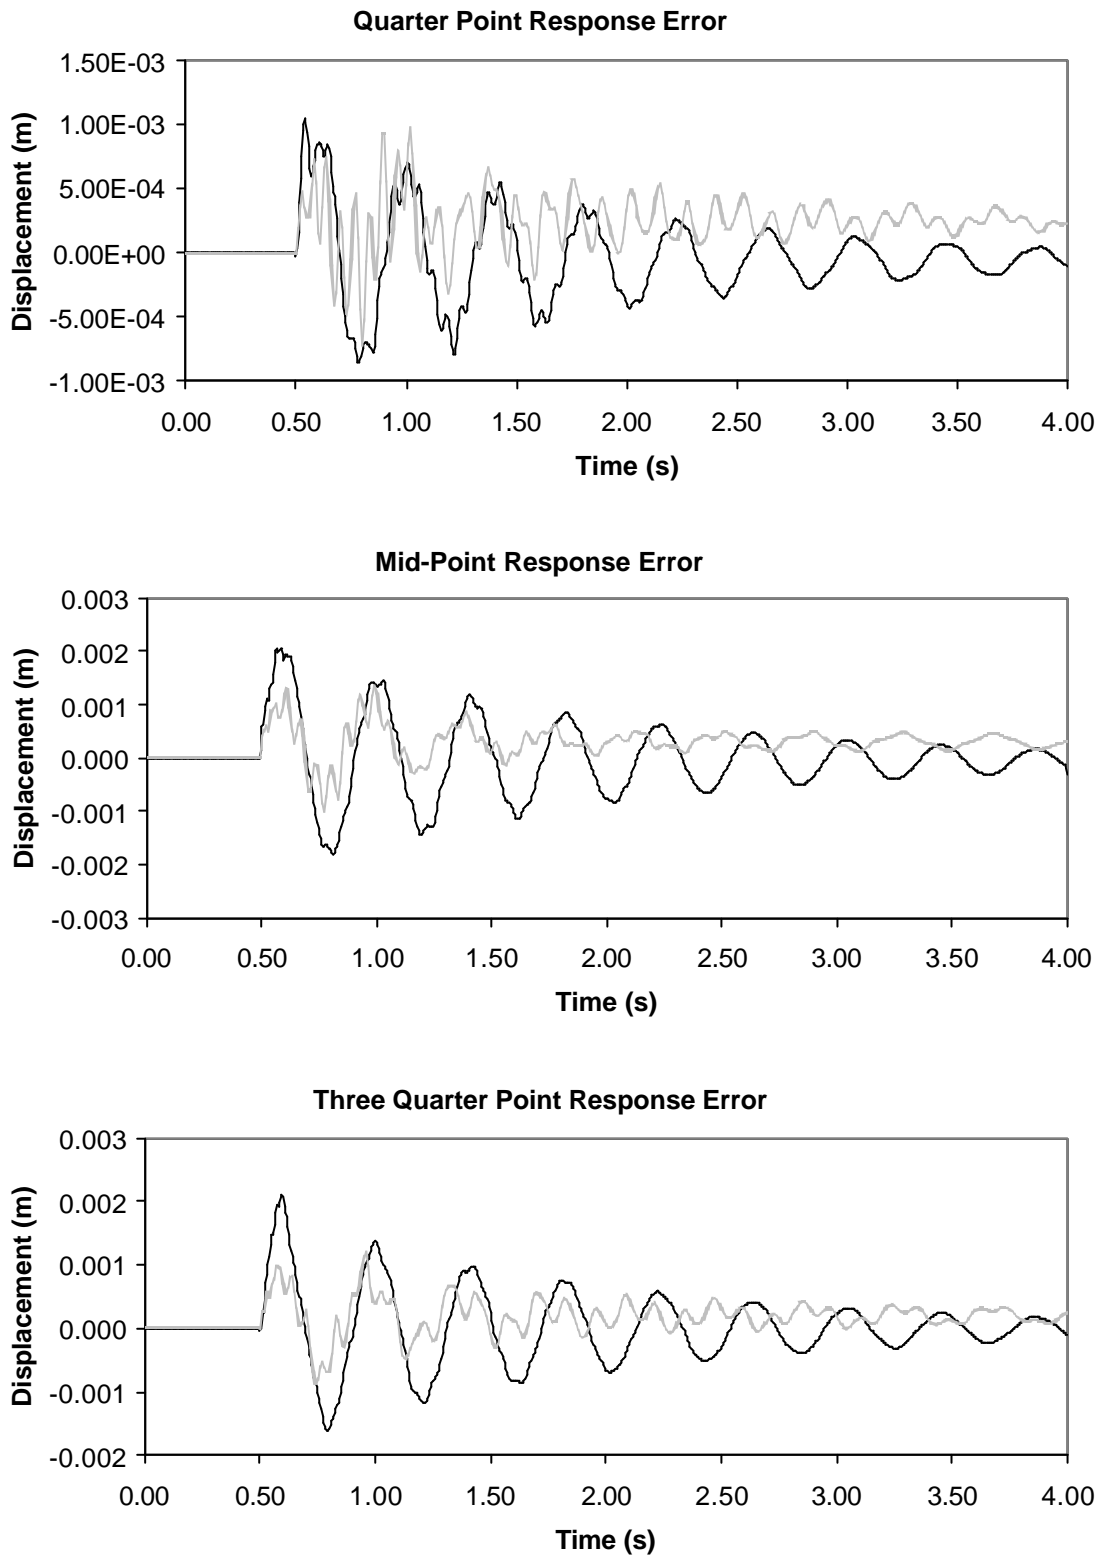 Quarter Point Response Error
1.50E-03
1.00E-03
5.00E-04
0.00E+00
-5.00E-04
-1.00E-03
Displacement (m)
0.00 0.50 1.00 1.50 2.00 2.50 3.00 3.50 4.00
Time (s)
Mid-Point Response Error
0.003
0.002
0.001
0.000
-0.001
-0.002
-0.003
Displacement (m)
0.00 0.50 1.00 1.50 2.00 2.50 3.00 3.50 4.00
Time (s)
Three Quarter Point Response Error
0.003
0.002
0.001
0.000
-0.001
-0.002
Displacement (m)
0.00 0.50 1.00 1.50 2.00 2.50 3.00 3.50 4.00
Time (s)